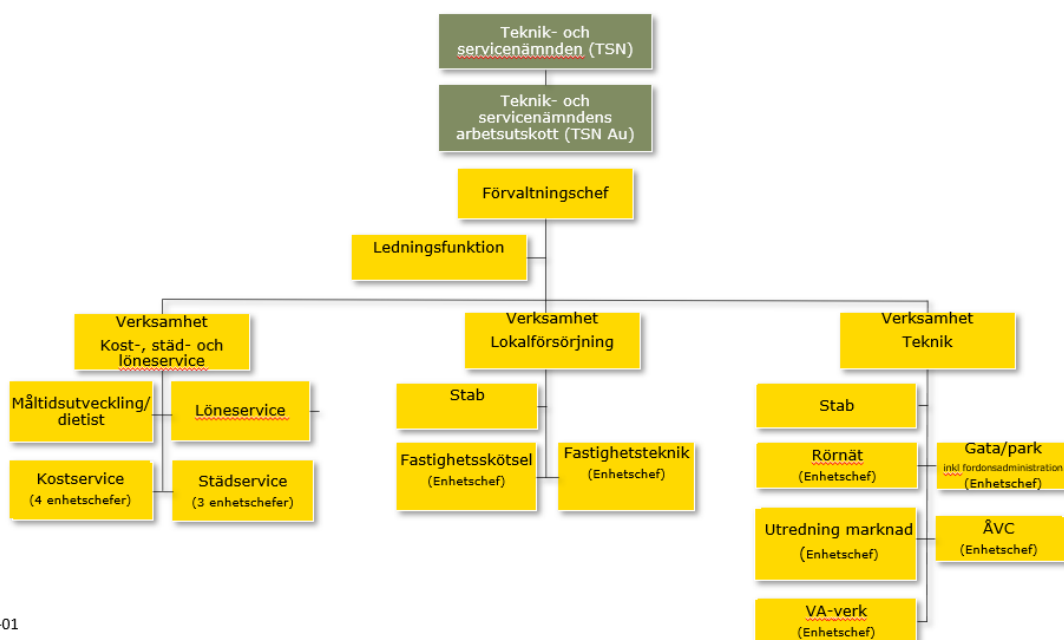 Teknik- och
servicenämnden (TSN)
Teknik- och
servicenämndens
arbetsutskott (TSN Au)
Förvaltningschef
Ledningsfunktion
Verksamhet
Kost-, städ- och
löneservice
Måltidsutveckling/
dietist
Löneservice
Kostservice
(4 enhetschefer)
Städservice
(3 enhetschefer)
Verksamhet
Lokalförsörjning
Stab
Fastighetsskötsel
(Enhetschef)
Fastighetsteknik
(Enhetschef)
Verksamhet
Teknik
Stab
Rörnät
(Enhetschef)
Gata/park
inkl fordonsadministration
(Enhetschef)
Utredning marknad
(Enhetschef)
ÅVC
(Enhetschef)
VA-verk
(Enhetschef)
-01